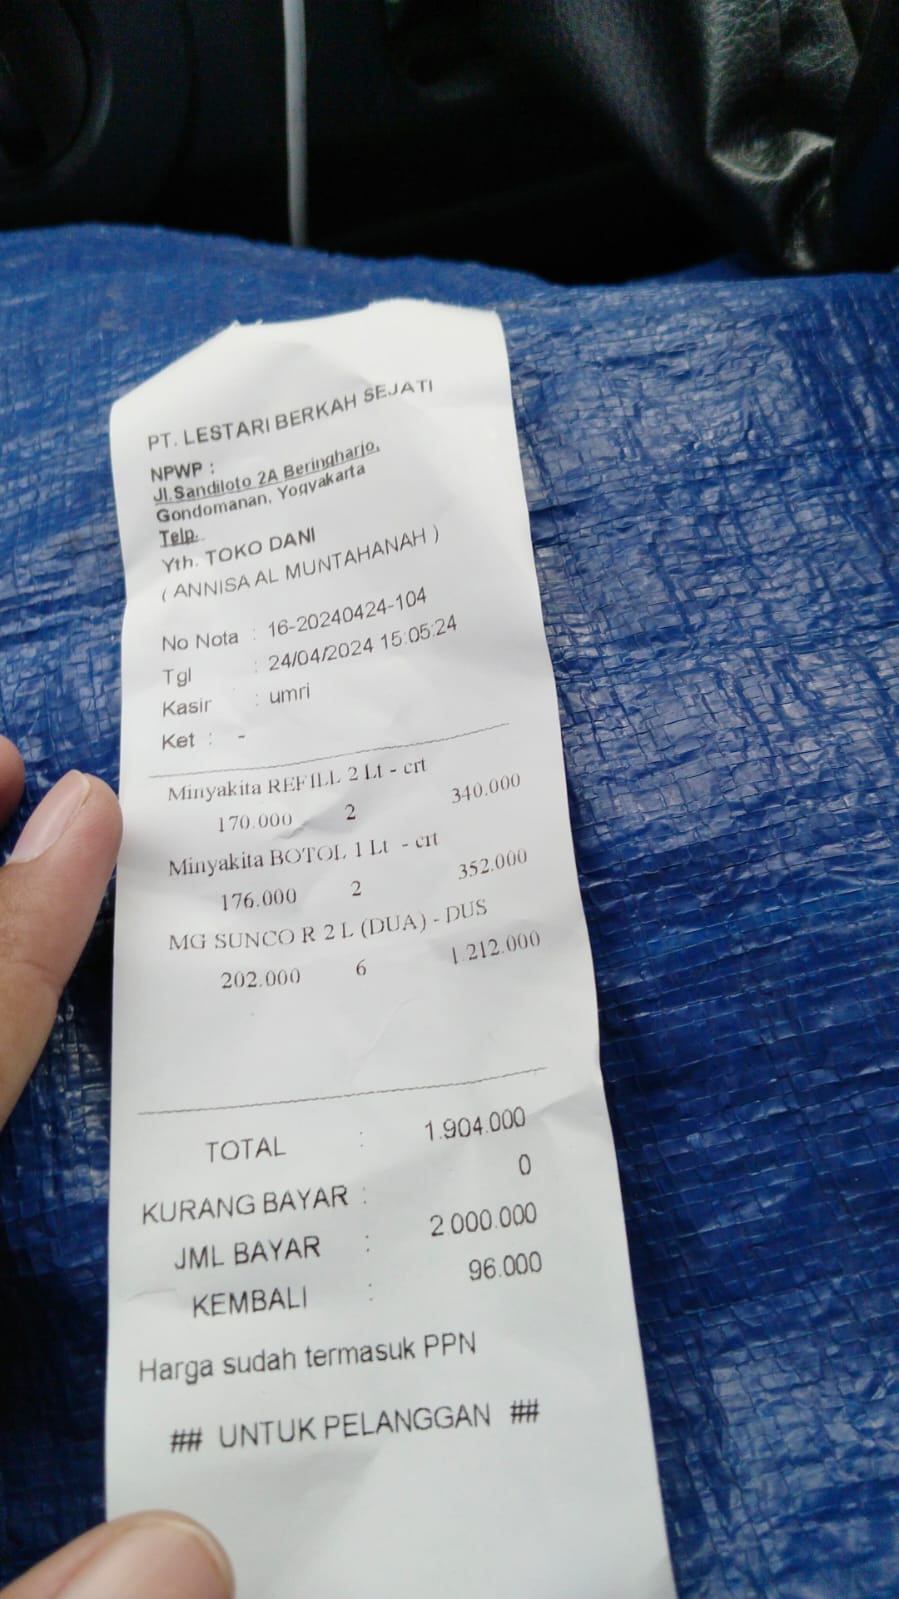 PT. LESTARI BERKAH SEJATI
NPWP :
Jl.Sandiloto 2A Beringharjo,
Gondomanan, Yogyakarta
Telp.
Yth. TOKO DANI
( ANNISA AL MUNTAHANAH )
No Nota : 16-20240424-104
Tgl : 24/04/2024 15:05:24
Kasir : umri
Ket : -
Minyakita REFILL 2 Lt - crt
170.000 2 340.000
Minyakita BOTOL 1 Lt - crt
176.000 2 352.000
MG SUNCO R 2 L (DUA) - DUS
202.000 6 1.212.000
TOTAL : 1.904.000
KURANG BAYAR : 0
JML BAYAR : 2.000.000
KEMBALI : 96.000
Harga sudah termasuk PPN
## UNTUK PELANGGAN ##